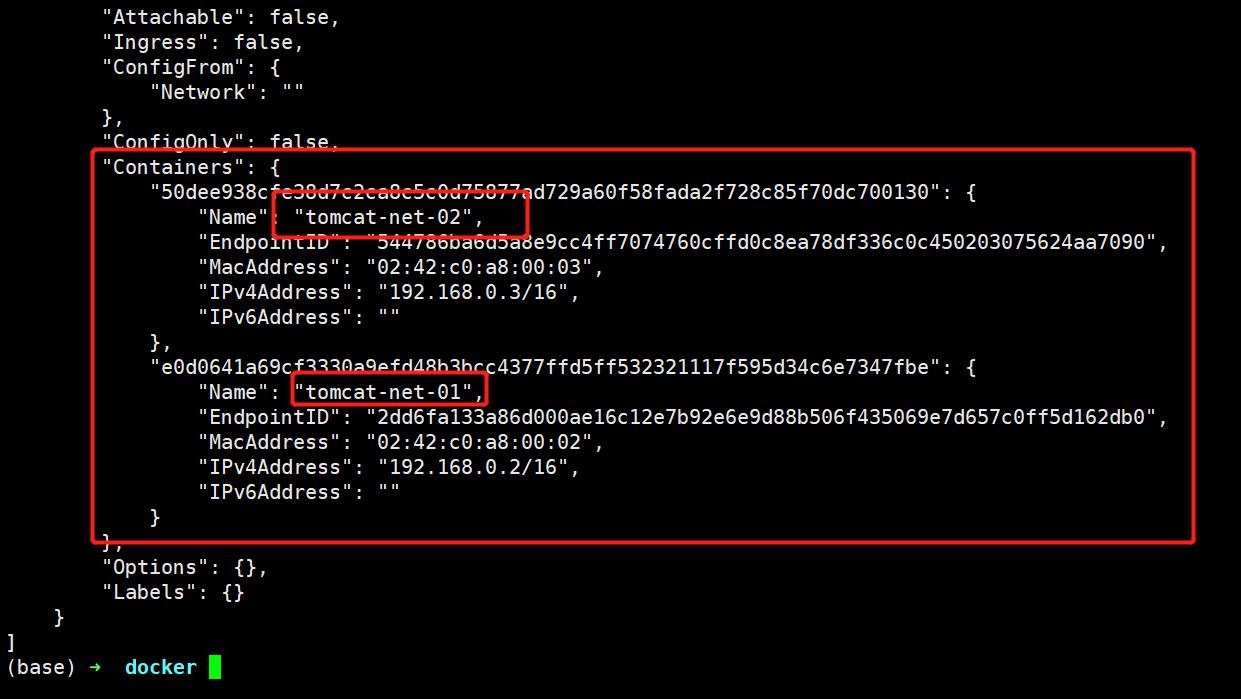 "Attachable": false,
"Ingress": false,
"ConfigFrom": {
"Network": ""
},
"ConfigOnly": false,
"Containers": {
"50dee938cfe38d7c2ca8c5c0d75877ad729a60f58fada2f728c85f70dc700130": {
"Name": "tomcat-net-02",
"EndpointID": "544786ba6d5a8e9cc4ff7074760cffd0c8ea78df336c0c450203075624aa7090",
"MacAddress": "02:42:c0:a8:00:03",
"IPv4Address": "192.168.0.3/16",
"IPv6Address": ""
},
"e0d0641a69cf3330a9efd48b3bcc4377ffd5ff532321117f595d34c6e7347fbe": {
"Name": "tomcat-net-01",
"EndpointID": "2dd6fa133a86d000ae16c12e7b92e6e9d88b506f435069e7d657c0ff5d162db0",
"MacAddress": "02:42:c0:a8:00:02",
"IPv4Address": "192.168.0.2/16",
"IPv6Address": ""
}
},
"Options": {},
"Labels": {}
}
]
(base) → docker